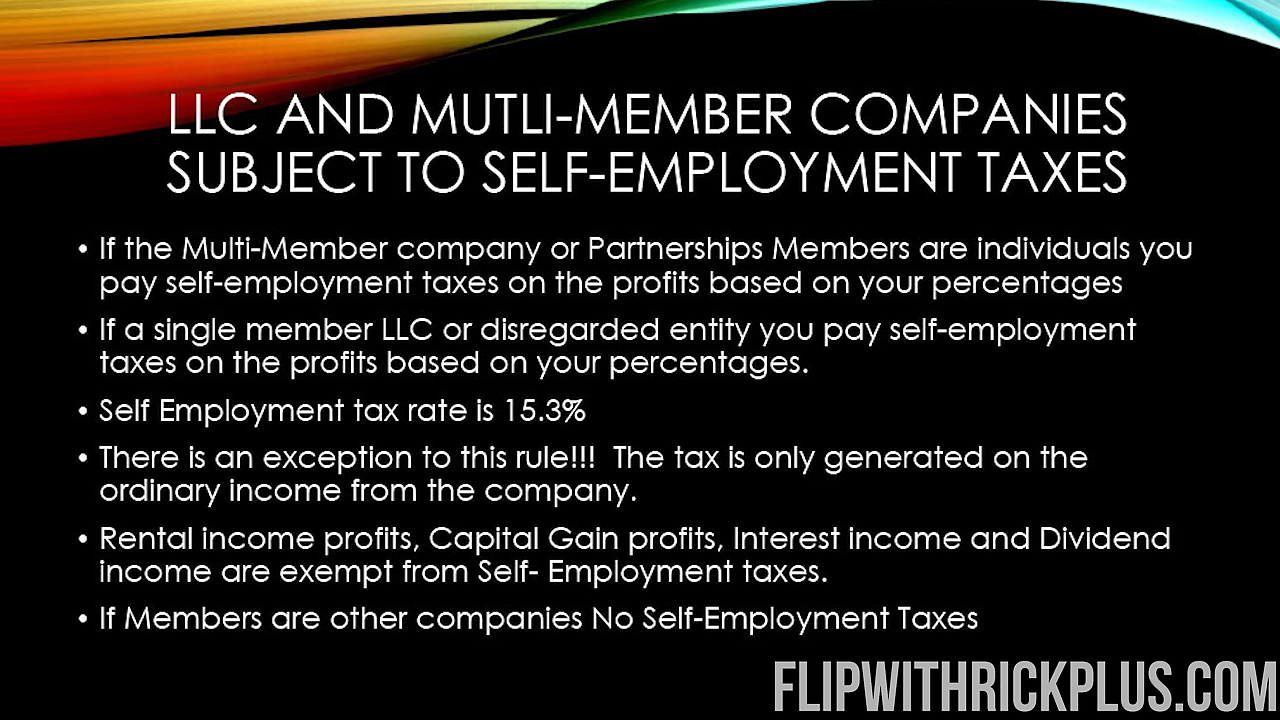 LLC AND MUTLI-MEMBER COMPANIES
SUBJECT TO SELF-EMPLOYMENT TAXES
• If the Multi-Member company or Partnerships Members are individuals you
pay self-employment taxes on the profits based on your percentages
• If a single member LLC or disregarded entity you pay self-employment
taxes on the profits based on your percentages.
• Self Employment tax rate is 15.3%
• There is an exception to this rule!!!  The tax is only generated on the
ordinary income from the company.
• Rental income profits, Capital Gain profits, Interest income and Dividend
income are exempt from Self- Employment taxes.
• If Members are other companies No Self-Employment Taxes
FLIPWITHRICKPLUS.COM